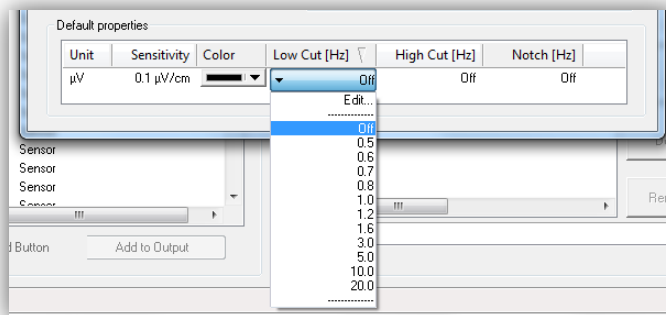 Default properties
Unit Sensitivity Color Low Cut [Hz] High Cut [Hz] Notch [Hz]
µV 0.1 µV/cm Off Off Off
Edit...
-------------
Off
0.5
0.6
0.7
0.8
1.0
1.2
1.6
3.0
5.0
10.0
20.0
-------------
Sensor
Sensor
Sensor
Sensor
Button
Add to Output